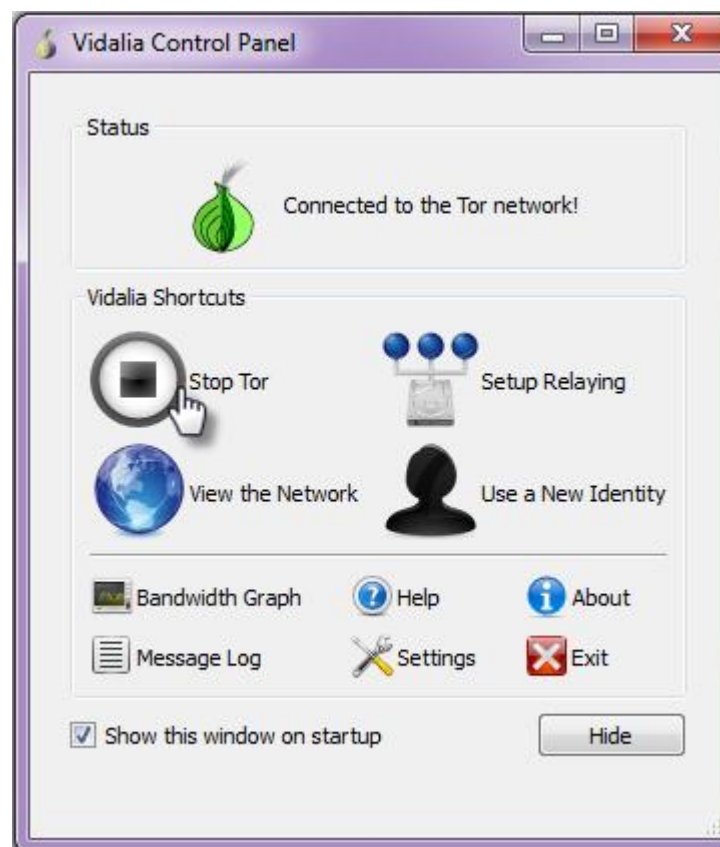 Vidalia Control Panel
Status
Connected to the Tor network!
Vidalia Shortcuts
Stop Tor
Setup Relaying
View the Network
Use a New Identity
Bandwidth Graph
Help
About
Message Log
Settings
Exit
Show this window on startup
Hide